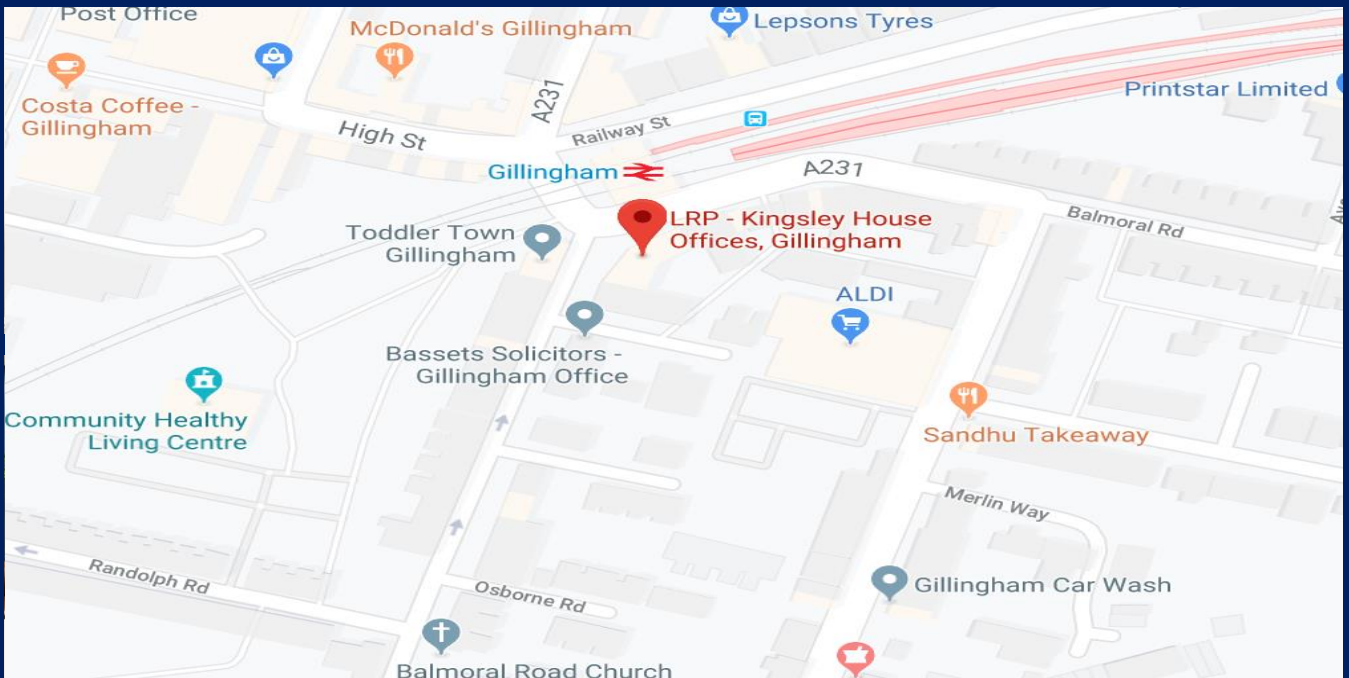 Post Office
McDonald's Gillingham
Lepsons Tyres
Costa Coffee -
Gillingham
High St
A231
Railway St
Printstar Limited
Gillingham
A231
LRP - Kingsley House
Offices, Gillingham
Balmoral Rd
Toddler Town
Gillingham
ALDI
Bassets Solicitors -
Gillingham Office
Community Healthy
Living Centre
Sandhu Takeaway
Merlin Way
Randolph Rd
Osborne Rd
Gillingham Car Wash
Balmoral Road Church